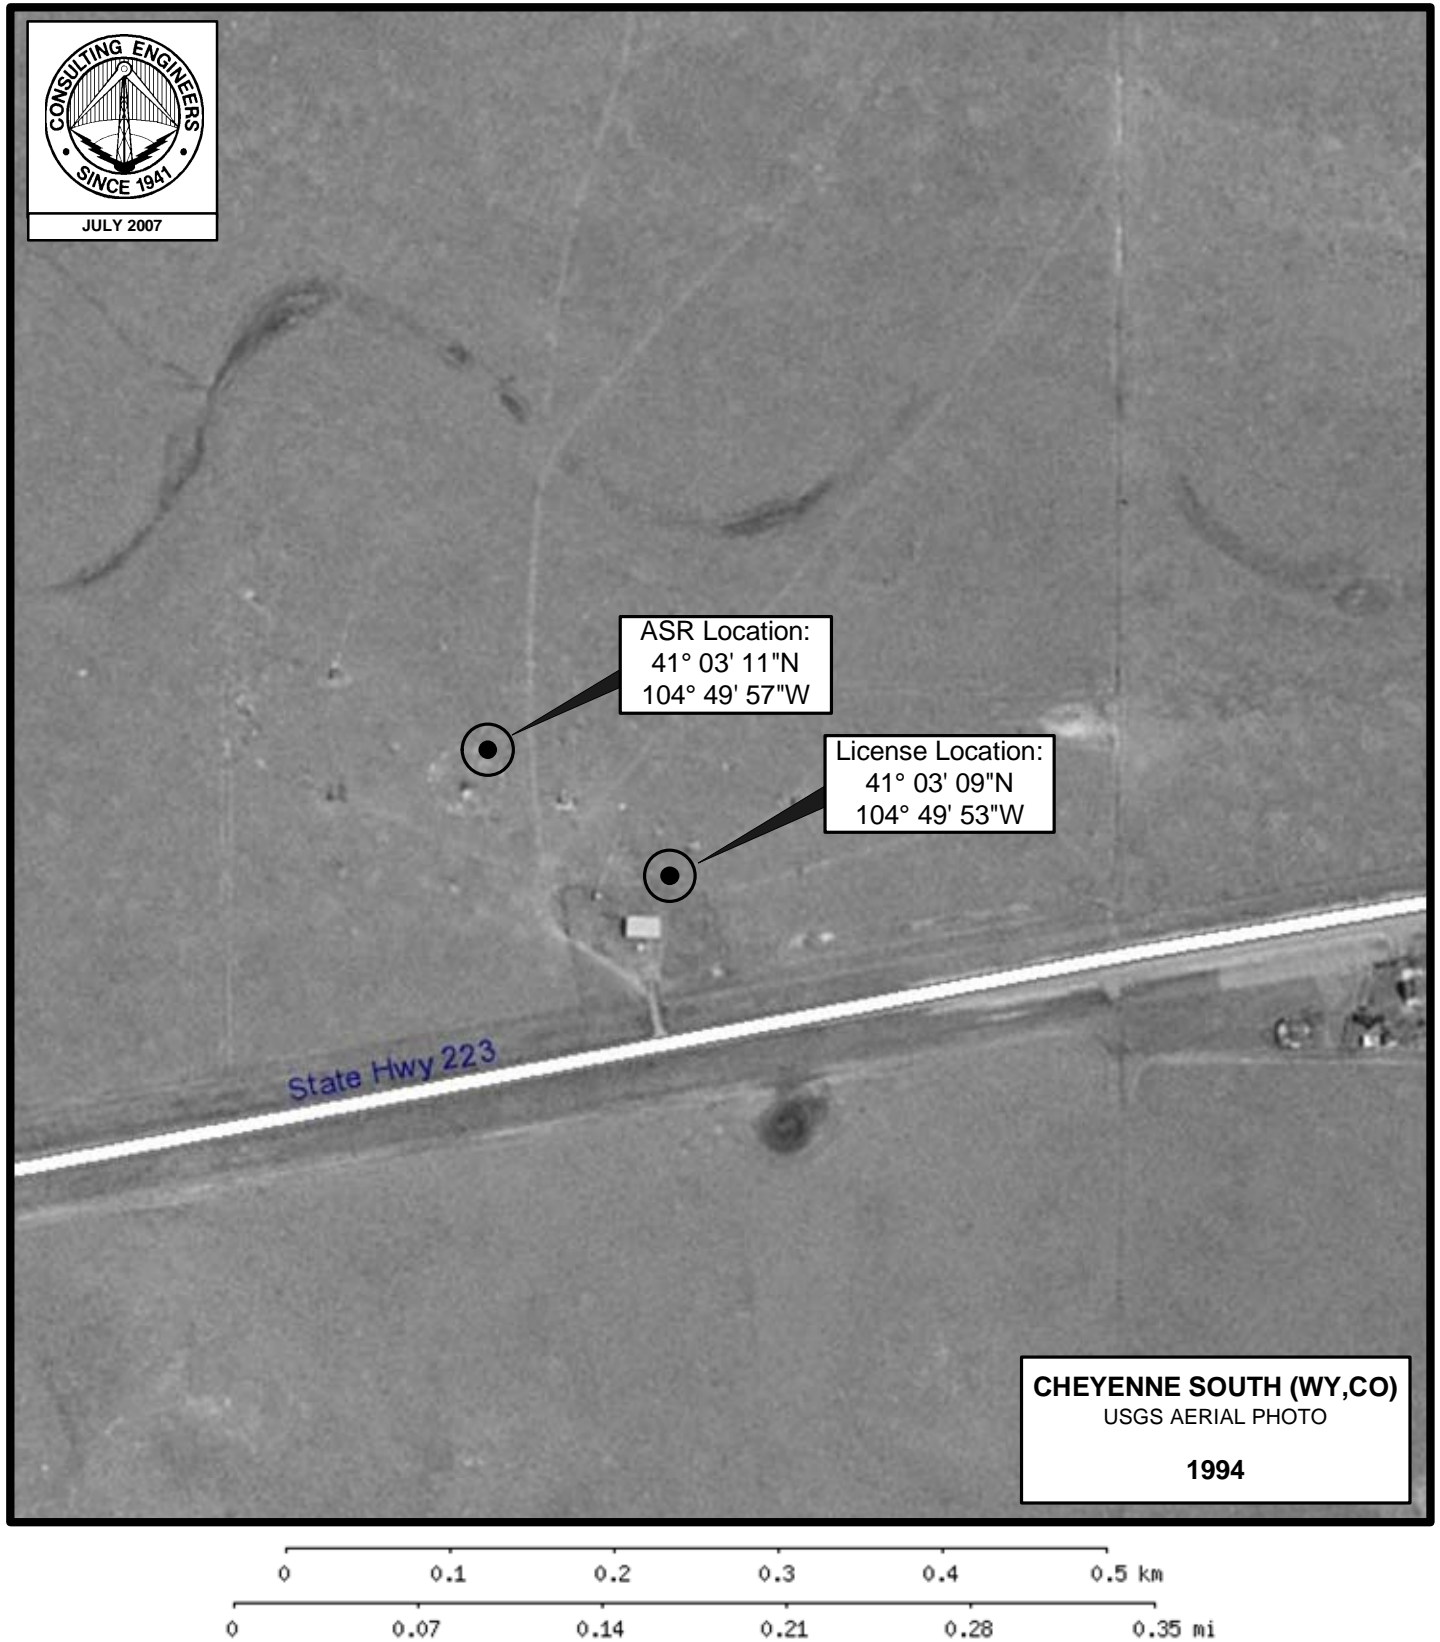 CONSULTING ENGINEERS
SINCE 1941
JULY 2007
ASR Location:
41° 03' 11"N
104° 49' 57"W
License Location:
41° 03' 09"N
104° 49' 53"W
State Hwy 223
CHEYENNE SOUTH (WY,CO)
USGS AERIAL PHOTO
1994
0 0.1 0.2 0.3 0.4 0.5 km
0 0.07 0.14 0.21 0.28 0.35 mi